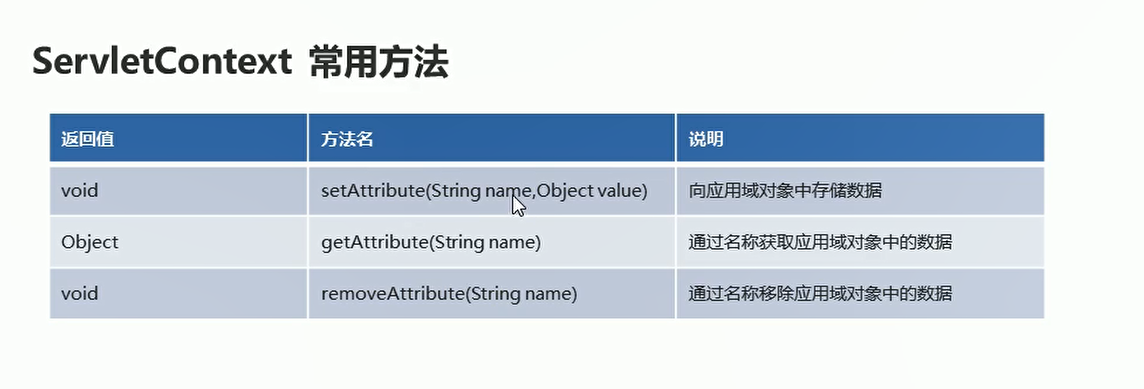 ServletContext 常用方法
返回值 方法名 说明
void setAttribute(String name,Object value) 向应用域对象中存储数据
Object getAttribute(String name) 通过名称获取应用域对象中的数据
void removeAttribute(String name) 通过名称移除应用域对象中的数据